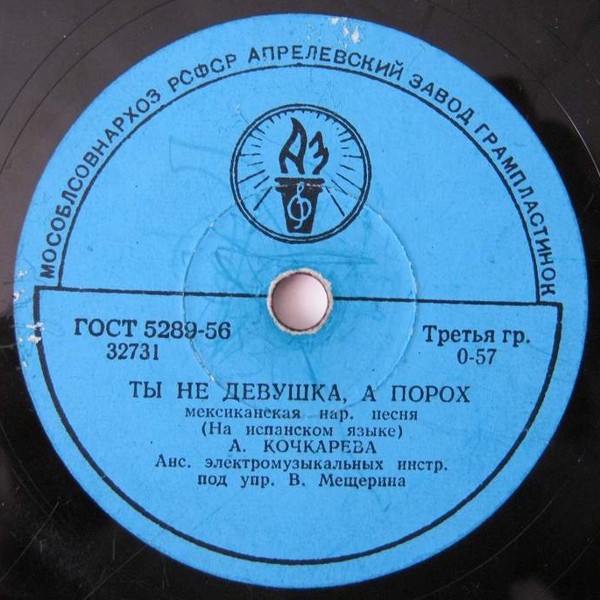 МОСОБЛСОВНАРХОЗ РСФСР АПРЕЛЕВСКИЙ ЗАВОД ГРАМПЛАСТИНОК
АЗ
ГОСТ 5289-56
32731
Третья гр.
0-57
ТЫ НЕ ДЕВУШКА, А ПОРОХ
мексиканская нар. песня
(На испанском языке)
А. КОЧКАРЕВА
Анс. электромузыкальных инстр.
под упр. В. Мещерина